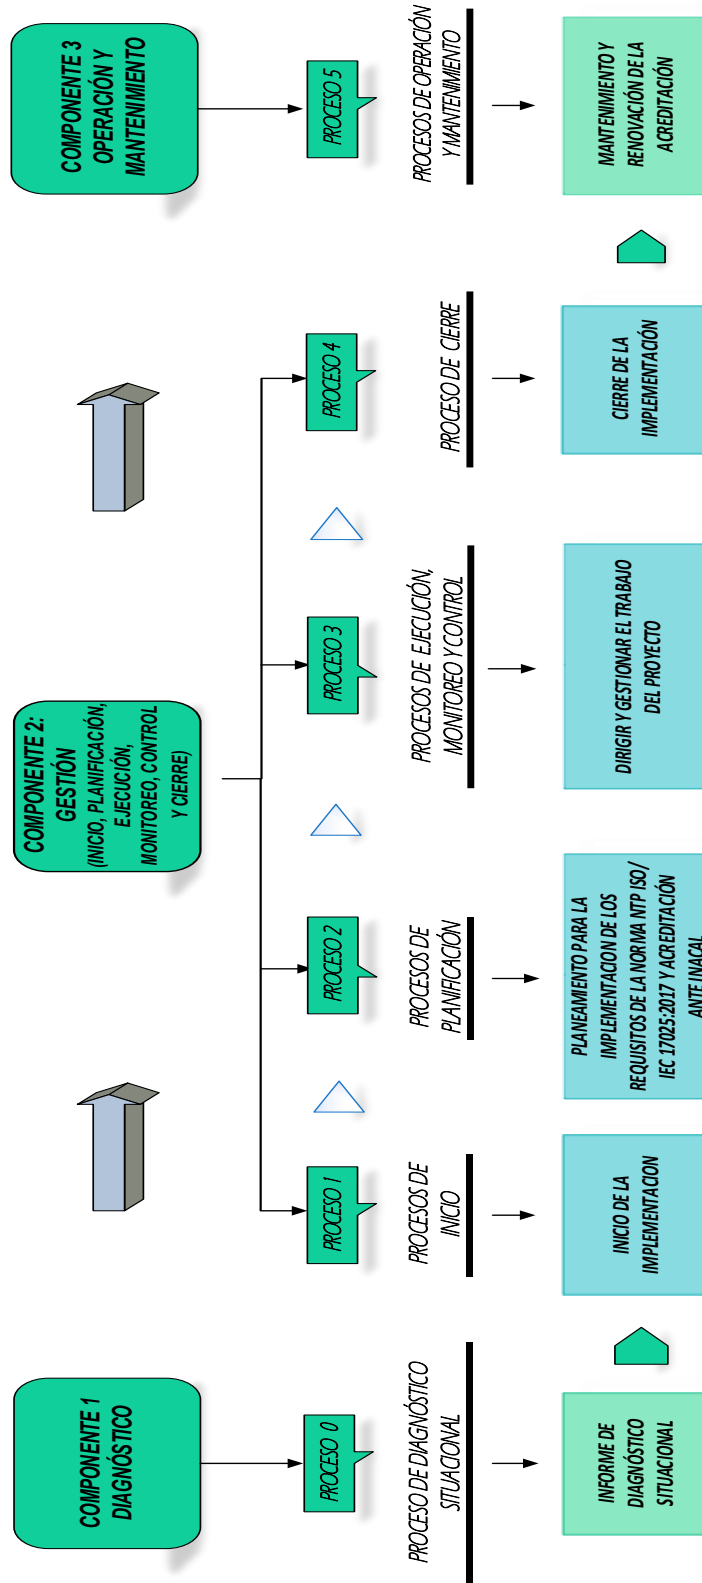 COMPONENTE 1
DIAGNÓSTICO
COMPONENTE 2:
GESTIÓN
(INICIO, PLANIFICACIÓN,
EJECUCIÓN,
MONITOREO, CONTROL
Y CIERRE)
COMPONENTE 3
OPERACIÓN Y
MANTENIMIENTO
PROCESO 0
PROCESO 1
PROCESO 2
PROCESO 3
PROCESO 4
PROCESO 5
PROCESO DE DIAGNÓSTICO
SITUACIONAL
PROCESOS DE
INICIO
PROCESOS DE
PLANIFICACIÓN
PROCESOS DE EJECUCIÓN,
MONITOREO Y CONTROL
PROCESO DE CIERRE
PROCESOS DE OPERACIÓN
Y MANTENIMIENTO
INFORME DE
DIAGNÓSTICO
SITUACIONAL
INICIO DE LA
IMPLEMENTACION
PLANEAMIENTO PARA LA
IMPLEMENTACION DE LOS
REQUISITOS DE LA NORMA NTP ISO/
IEC 17025:2017 Y ACREDITACIÓN
ANTE INACAL
DIRIGIR Y GESTIONAR EL TRABAJO
DEL PROYECTO
CIERRE DE LA
IMPLEMENTACIÓN
MANTENIMIENTO Y
RENOVACIÓN DE LA
ACREDITACIÓN